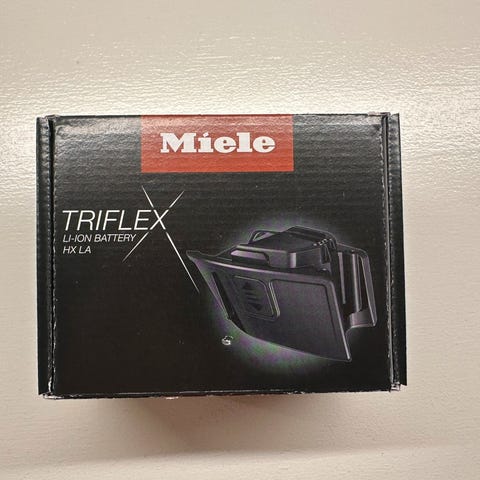 Miele
TRIFLEX
LI-ION BATTERY
HX LA